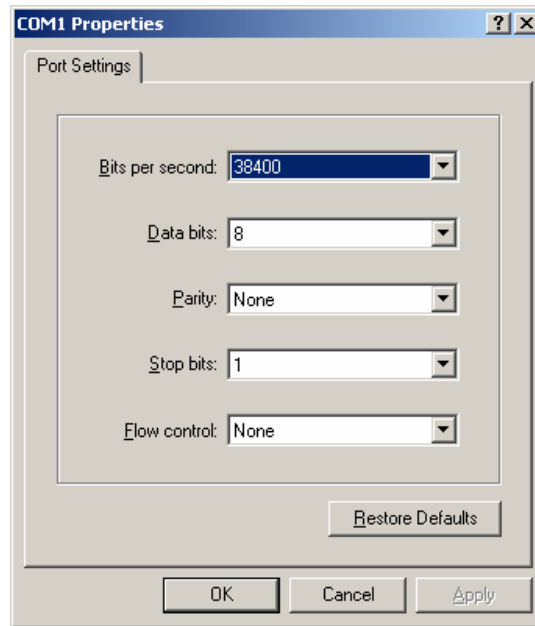 COM1 Properties
Port Settings
Bits per second: 38400
Data bits: 8
Parity: None
Stop bits: 1
Flow control: None
Restore Defaults
OK Cancel Apply